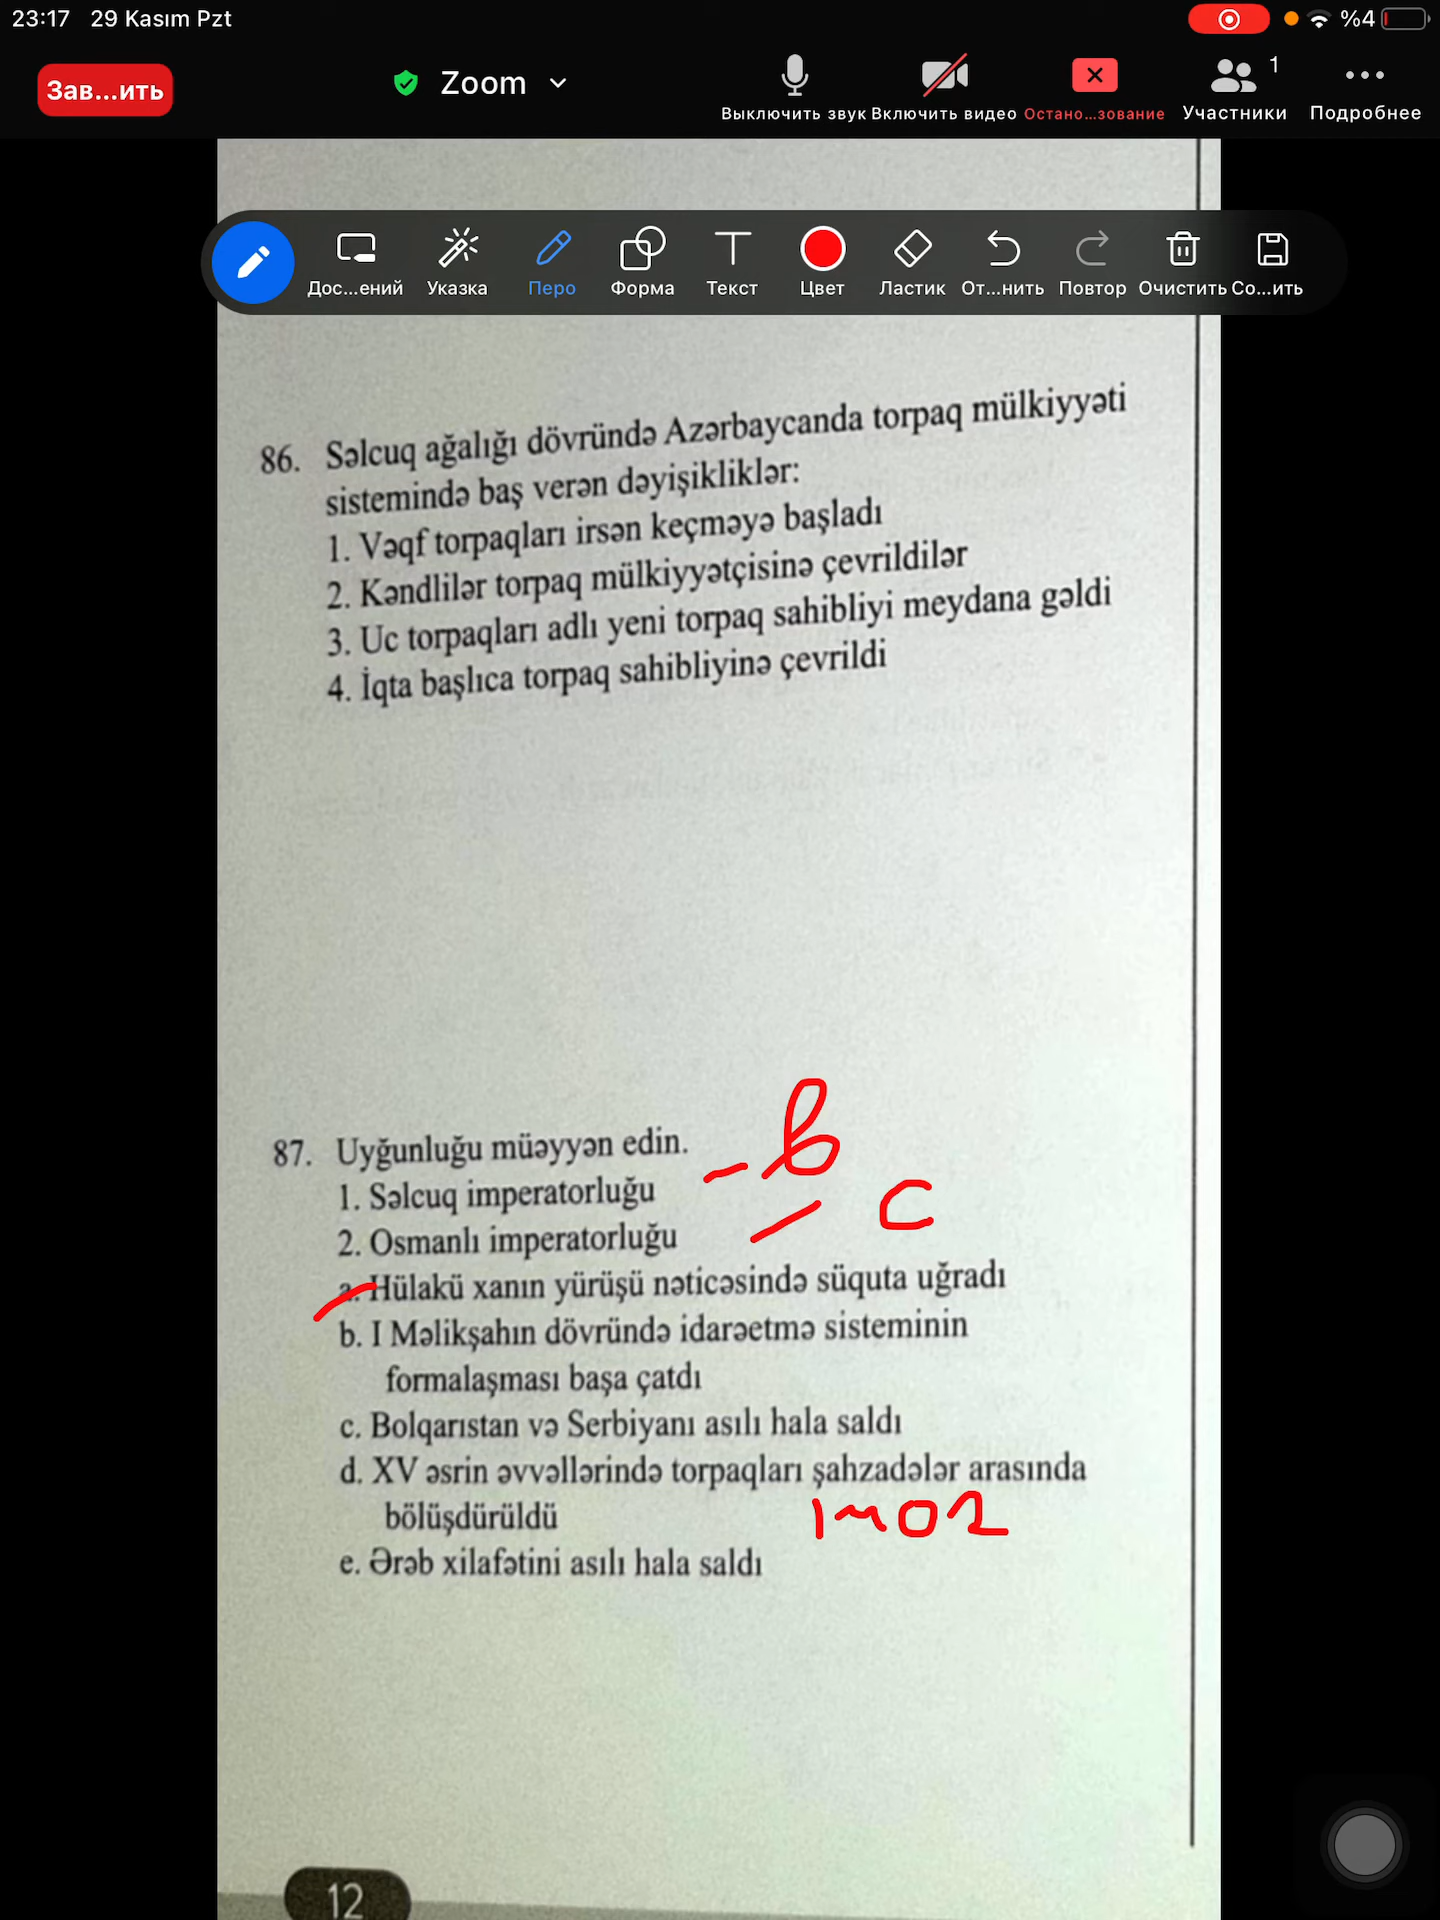 23:17 29 Kasım Pzt %4
Зав...ить Zoom 1
Выключить звук Включить видео Остано...зование Участники Подробнее
Дос...ений Указка Перо Форма Текст Цвет Ластик От...нить Повтор Очистить Со...ить
86. Səlcuq ağalığı dövründə Azərbaycanda torpaq mülkiyyəti
sistemində baş verən dəyişikliklər:
1. Vəqf torpaqları irsən keçməyə başladı
2. Kəndlilər torpaq mülkiyyətçisinə çevrildilər
3. Uc torpaqları adlı yeni torpaq sahibliyi meydana gəldi
4. İqta başlıca torpaq sahibliyinə çevrildi
87. Uyğunluğu müəyyən edin.
1. Səlcuq imperatorluğu - b
2. Osmanlı imperatorluğu - c
a. Hülakü xanın yürüşü nəticəsində süquta uğradı
b. I Məlikşahın dövründə idarəetmə sisteminin
formalaşması başa çatdı
c. Bolqarıstan və Serbiyanı asılı hala saldı
d. XV əsrin əvvəllərində torpaqları şahzadələr arasında
bölüşdürüldü 1402
e. Ərəb xilafətini asılı hala saldı
12